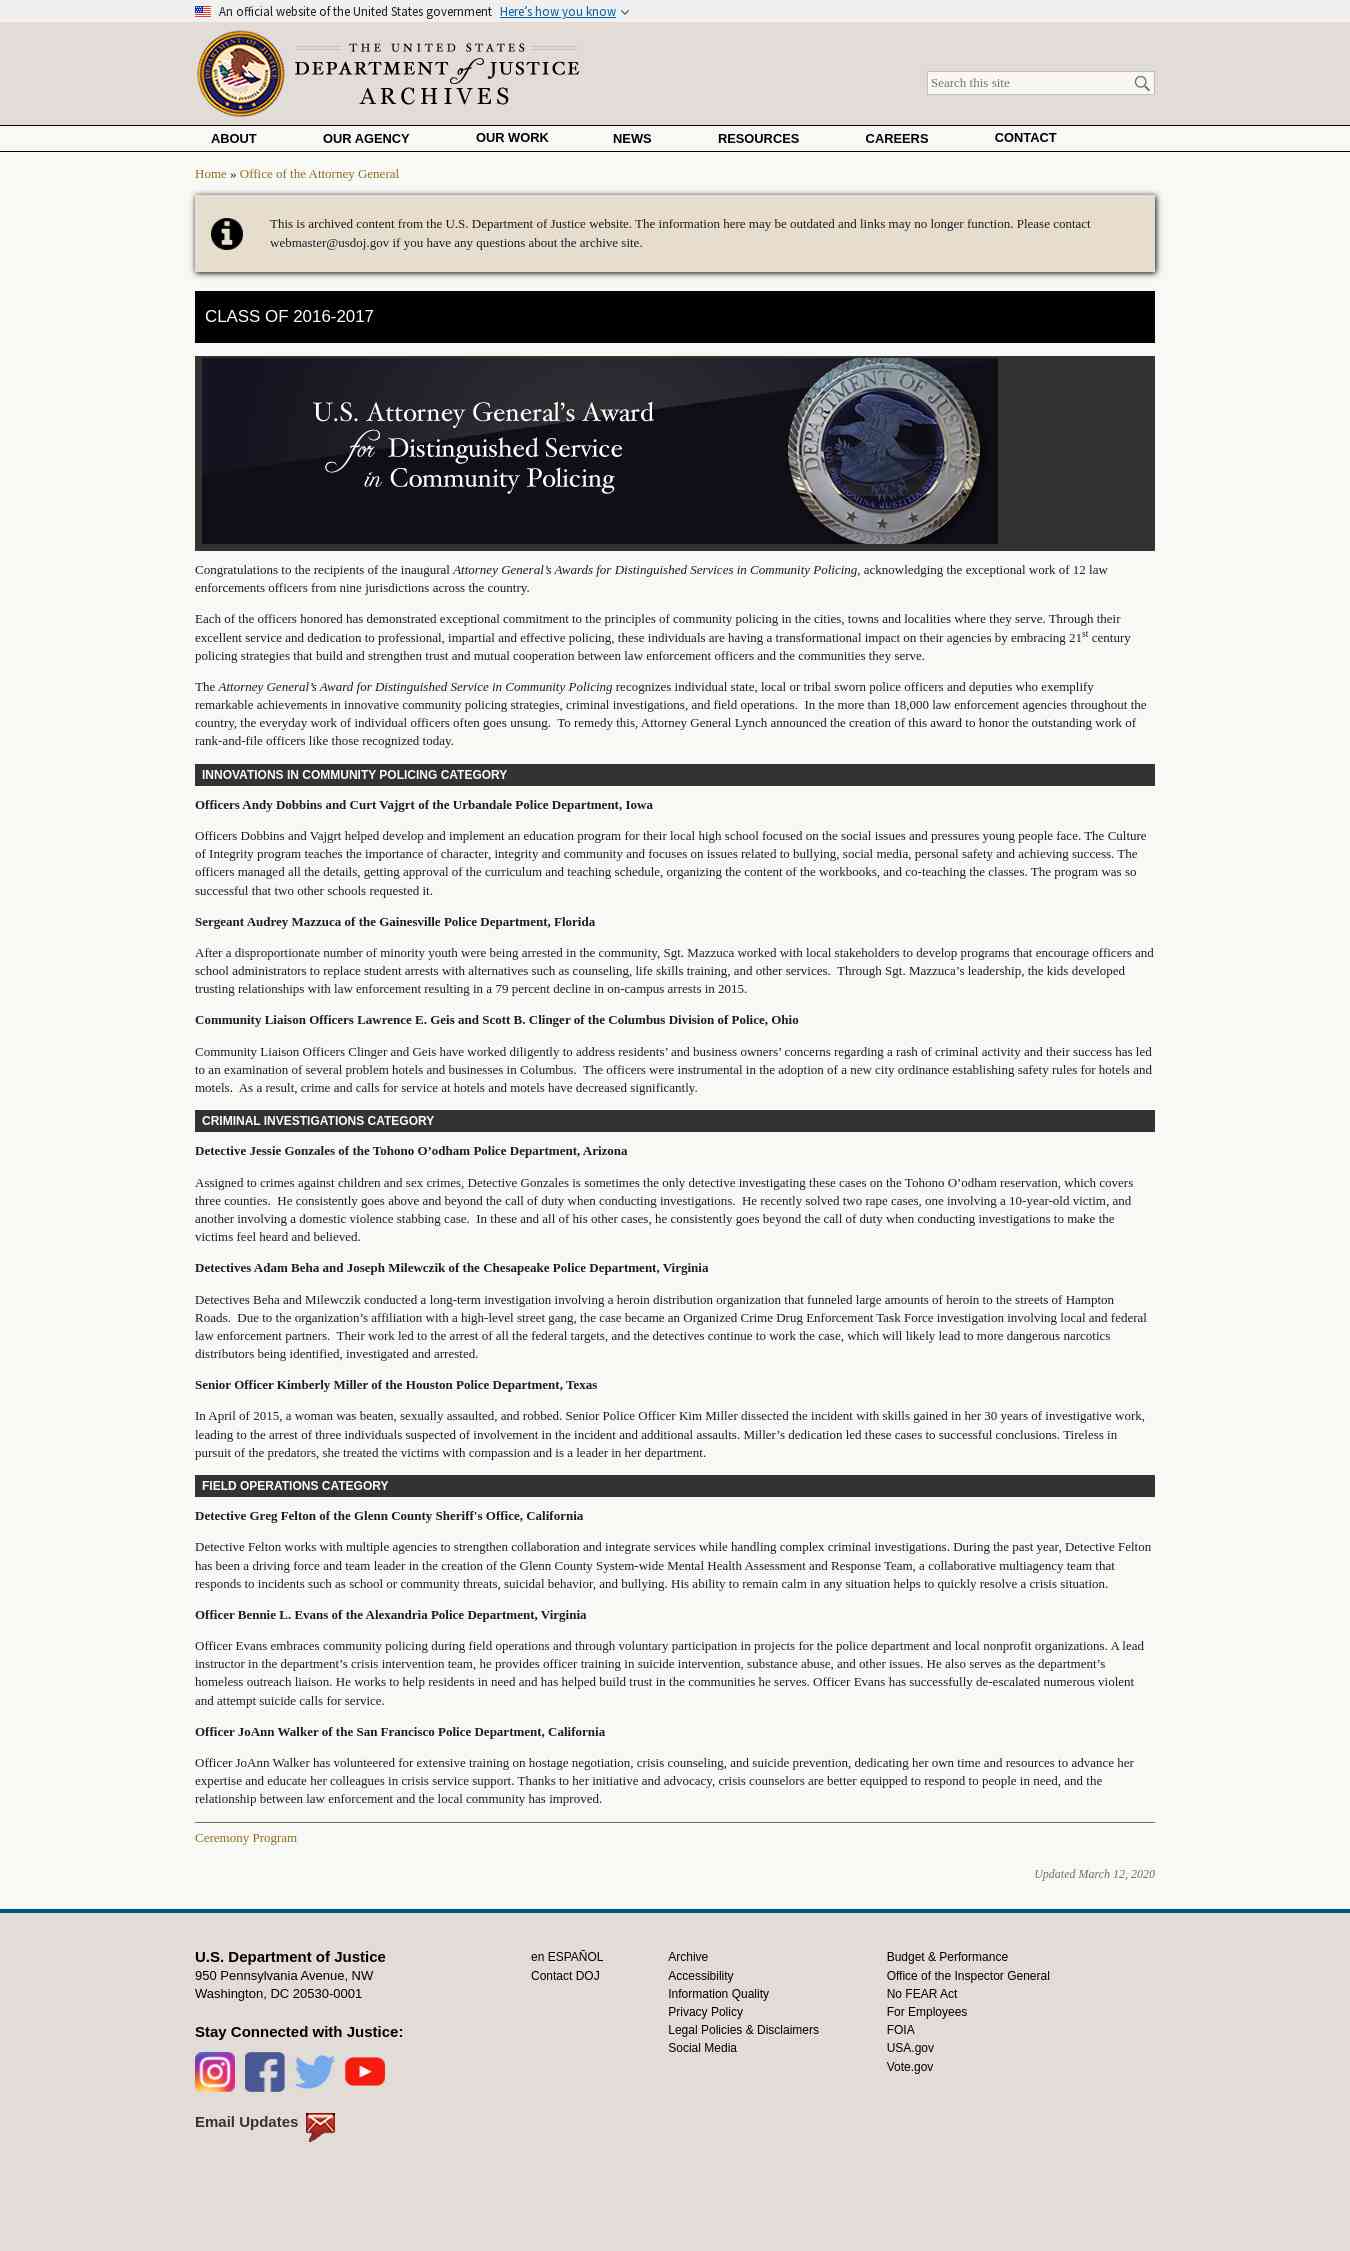 An official website of the United States government Here's how you know
THE UNITED STATES
DEPARTMENT of JUSTICE
ARCHIVES
Search this site
ABOUT OUR AGENCY OUR WORK NEWS RESOURCES CAREERS CONTACT
Home » Office of the Attorney General
This is archived content from the U.S. Department of Justice website. The information here may be outdated and links may no longer function. Please contact
webmaster@usdoj.gov if you have any questions about the archive site.
CLASS OF 2016-2017
U.S. Attorney General's Award
for Distinguished Service
in Community Policing
DEPARTMENT OF JUSTICE
Congratulations to the recipients of the inaugural Attorney General's Awards for Distinguished Services in Community Policing, acknowledging the exceptional work of 12 law
enforcements officers from nine jurisdictions across the country.
Each of the officers honored has demonstrated exceptional commitment to the principles of community policing in the cities, towns and localities where they serve. Through their
excellent service and dedication to professional, impartial and effective policing, these individuals are having a transformational impact on their agencies by embracing 21st century
policing strategies that build and strengthen trust and mutual cooperation between law enforcement officers and the communities they serve.
The Attorney General's Award for Distinguished Service in Community Policing recognizes individual state, local or tribal sworn police officers and deputies who exemplify
remarkable achievements in innovative community policing strategies, criminal investigations, and field operations.  In the more than 18,000 law enforcement agencies throughout the
country, the everyday work of individual officers often goes unsung.  To remedy this, Attorney General Lynch announced the creation of this award to honor the outstanding work of
rank-and-file officers like those recognized today.
INNOVATIONS IN COMMUNITY POLICING CATEGORY
Officers Andy Dobbins and Curt Vajgrt of the Urbandale Police Department, Iowa
Officers Dobbins and Vajgrt helped develop and implement an education program for their local high school focused on the social issues and pressures young people face. The Culture
of Integrity program teaches the importance of character, integrity and community and focuses on issues related to bullying, social media, personal safety and achieving success. The
officers managed all the details, getting approval of the curriculum and teaching schedule, organizing the content of the workbooks, and co-teaching the classes. The program was so
successful that two other schools requested it.
Sergeant Audrey Mazzuca of the Gainesville Police Department, Florida
After a disproportionate number of minority youth were being arrested in the community, Sgt. Mazzuca worked with local stakeholders to develop programs that encourage officers and
school administrators to replace student arrests with alternatives such as counseling, life skills training, and other services.  Through Sgt. Mazzuca's leadership, the kids developed
trusting relationships with law enforcement resulting in a 79 percent decline in on-campus arrests in 2015.
Community Liaison Officers Lawrence E. Geis and Scott B. Clinger of the Columbus Division of Police, Ohio
Community Liaison Officers Clinger and Geis have worked diligently to address residents' and business owners' concerns regarding a rash of criminal activity and their success has led
to an examination of several problem hotels and businesses in Columbus.  The officers were instrumental in the adoption of a new city ordinance establishing safety rules for hotels and
motels.  As a result, crime and calls for service at hotels and motels have decreased significantly.
CRIMINAL INVESTIGATIONS CATEGORY
Detective Jessie Gonzales of the Tohono O'odham Police Department, Arizona
Assigned to crimes against children and sex crimes, Detective Gonzales is sometimes the only detective investigating these cases on the Tohono O'odham reservation, which covers
three counties.  He consistently goes above and beyond the call of duty when conducting investigations.  He recently solved two rape cases, one involving a 10-year-old victim, and
another involving a domestic violence stabbing case.  In these and all of his other cases, he consistently goes beyond the call of duty when conducting investigations to make the
victims feel heard and believed.
Detectives Adam Beha and Joseph Milewczik of the Chesapeake Police Department, Virginia
Detectives Beha and Milewczik conducted a long-term investigation involving a heroin distribution organization that funneled large amounts of heroin to the streets of Hampton
Roads.  Due to the organization's affiliation with a high-level street gang, the case became an Organized Crime Drug Enforcement Task Force investigation involving local and federal
law enforcement partners.  Their work led to the arrest of all the federal targets, and the detectives continue to work the case, which will likely lead to more dangerous narcotics
distributors being identified, investigated and arrested.
Senior Officer Kimberly Miller of the Houston Police Department, Texas
In April of 2015, a woman was beaten, sexually assaulted, and robbed. Senior Police Officer Kim Miller dissected the incident with skills gained in her 30 years of investigative work,
leading to the arrest of three individuals suspected of involvement in the incident and additional assaults. Miller's dedication led these cases to successful conclusions. Tireless in
pursuit of the predators, she treated the victims with compassion and is a leader in her department.
FIELD OPERATIONS CATEGORY
Detective Greg Felton of the Glenn County Sheriff's Office, California
Detective Felton works with multiple agencies to strengthen collaboration and integrate services while handling complex criminal investigations. During the past year, Detective Felton
has been a driving force and team leader in the creation of the Glenn County System-wide Mental Health Assessment and Response Team, a collaborative multiagency team that
responds to incidents such as school or community threats, suicidal behavior, and bullying. His ability to remain calm in any situation helps to quickly resolve a crisis situation.
Officer Bennie L. Evans of the Alexandria Police Department, Virginia
Officer Evans embraces community policing during field operations and through voluntary participation in projects for the police department and local nonprofit organizations. A lead
instructor in the department's crisis intervention team, he provides officer training in suicide intervention, substance abuse, and other issues. He also serves as the department's
homeless outreach liaison. He works to help residents in need and has helped build trust in the communities he serves. Officer Evans has successfully de-escalated numerous violent
and attempt suicide calls for service.
Officer JoAnn Walker of the San Francisco Police Department, California
Officer JoAnn Walker has volunteered for extensive training on hostage negotiation, crisis counseling, and suicide prevention, dedicating her own time and resources to advance her
expertise and educate her colleagues in crisis service support. Thanks to her initiative and advocacy, crisis counselors are better equipped to respond to people in need, and the
relationship between law enforcement and the local community has improved.
Ceremony Program
Updated March 12, 2020
U.S. Department of Justice
950 Pennsylvania Avenue, NW
Washington, DC 20530-0001
Stay Connected with Justice:
Email Updates
en ESPAÑOL
Contact DOJ
Archive
Accessibility
Information Quality
Privacy Policy
Legal Policies & Disclaimers
Social Media
Budget & Performance
Office of the Inspector General
No FEAR Act
For Employees
FOIA
USA.gov
Vote.gov